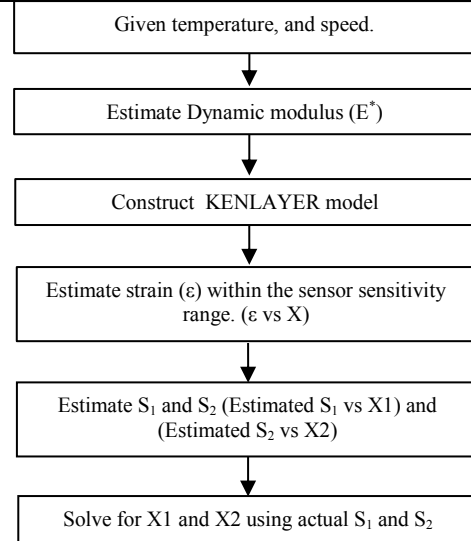 Given temperature, and speed.
Estimate Dynamic modulus (E*)
Construct KENLAYER model
Estimate strain (ε) within the sensor sensitivity
range. (ε vs X)
Estimate S₁ and S₂ (Estimated S₁ vs X1) and
(Estimated S₂ vs X2)
Solve for X1 and X2 using actual S₁ and S₂